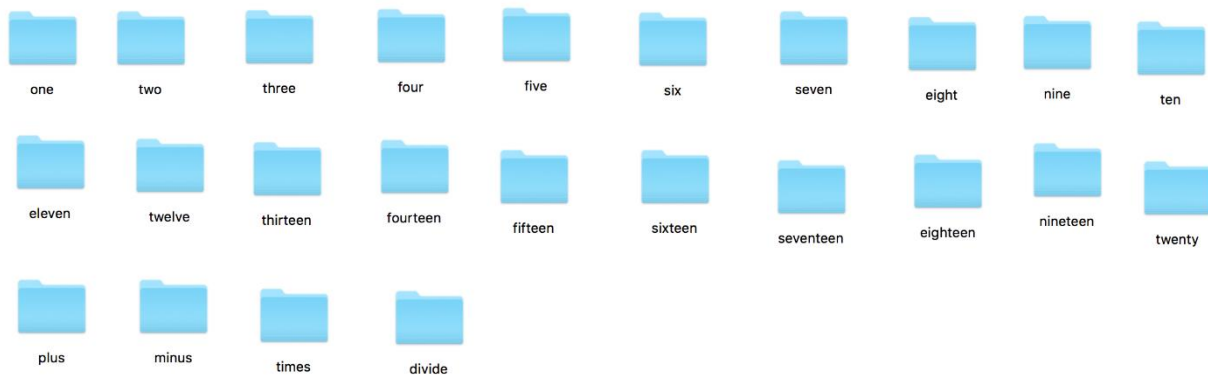 one two three four five six seven eight nine ten
eleven twelve thirteen fourteen fifteen sixteen seventeen eighteen nineteen twenty
plus minus times divide